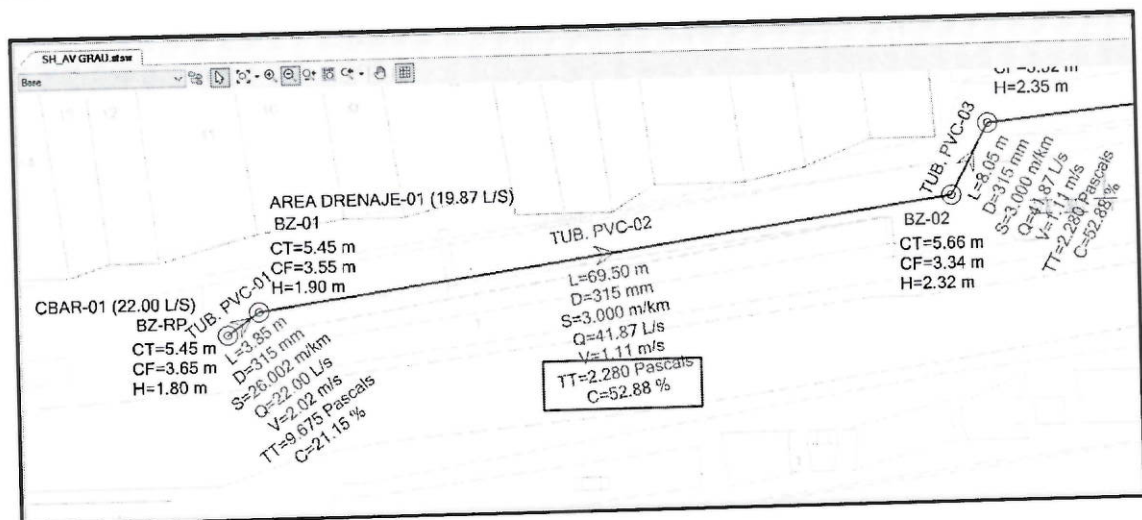 SH_AV GRAU.stsw
Base
H=2.35 m
TUB. PVC-03
L=8.05 m
D=315 mm
S=3.000 m/km
Q=41.87 L/s
V=1.11 m/s
TT=2.280 Pascals
C=52.88 %
AREA DRENAJE-01 (19.87 L/S)
BZ-01
CT=5.45 m
CF=3.55 m
H=1.90 m
TUB. PVC-02
L=69.50 m
D=315 mm
S=3.000 m/km
Q=41.87 L/s
V=1.11 m/s
TT=2.280 Pascals
C=52.88 %
BZ-02
CT=5.66 m
CF=3.34 m
H=2.32 m
CBAR-01 (22.00 L/S)
BZ-RP
CT=5.45 m
CF=3.65 m
H=1.80 m
TUB. PVC-01
L=3.85 m
D=315 mm
S=26.002 m/km
Q=22.00 L/s
V=2.02 m/s
TT=9.675 Pascals
C=21.15 %